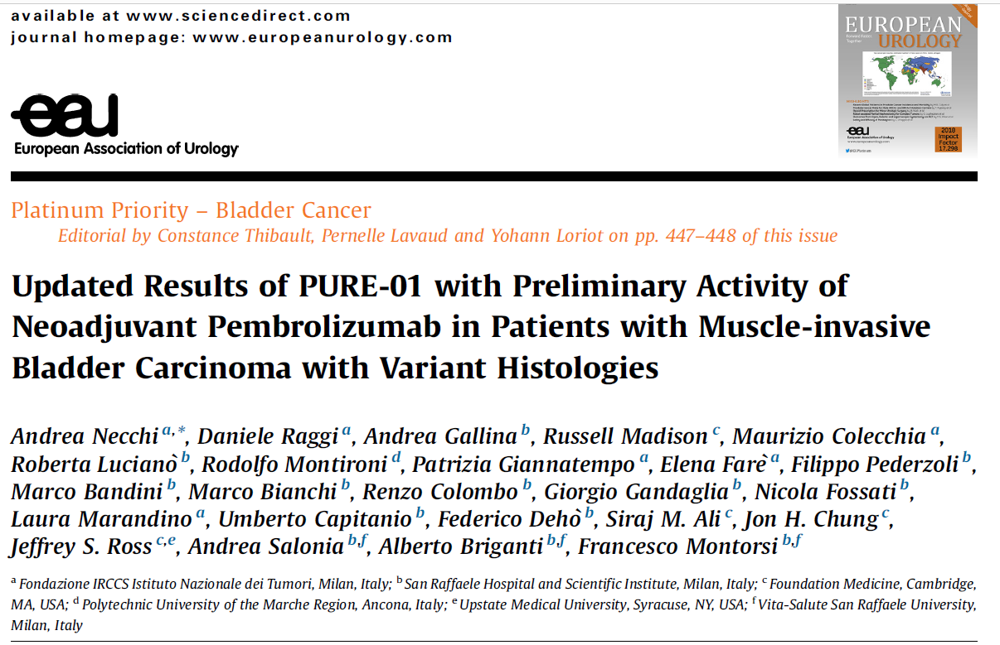 available at www.sciencedirect.com
journal homepage: www.europeanurology.com
EUROPEAN
UROLOGY
2018
Impact
Factor
17.298
eau
European Association of Urology
Platinum Priority – Bladder Cancer
Editorial by Constance Thibault, Pernelle Lavaud and Yohann Loriot on pp. 447–448 of this issue
Updated Results of PURE-01 with Preliminary Activity of
Neoadjuvant Pembrolizumab in Patients with Muscle-invasive
Bladder Carcinoma with Variant Histologies
Andrea Necchi a,*, Daniele Raggi a, Andrea Gallina b, Russell Madison c, Maurizio Colecchia a,
Roberta Lucianò b, Rodolfo Montironi d, Patrizia Giannatempo a, Elena Farè a, Filippo Pederzoli b,
Marco Bandini b, Marco Bianchi b, Renzo Colombo b, Giorgio Gandaglia b, Nicola Fossati b,
Laura Marandino a, Umberto Capitanio b, Federico Dehò b, Siraj M. Ali c, Jon H. Chung c,
Jeffrey S. Ross c,e, Andrea Salonia b,f, Alberto Briganti b,f, Francesco Montorsi b,f
a Fondazione IRCCS Istituto Nazionale dei Tumori, Milan, Italy; b San Raffaele Hospital and Scientific Institute, Milan, Italy; c Foundation Medicine, Cambridge,
MA, USA; d Polytechnic University of the Marche Region, Ancona, Italy; e Upstate Medical University, Syracuse, NY, USA; f Vita-Salute San Raffaele University,
Milan, Italy